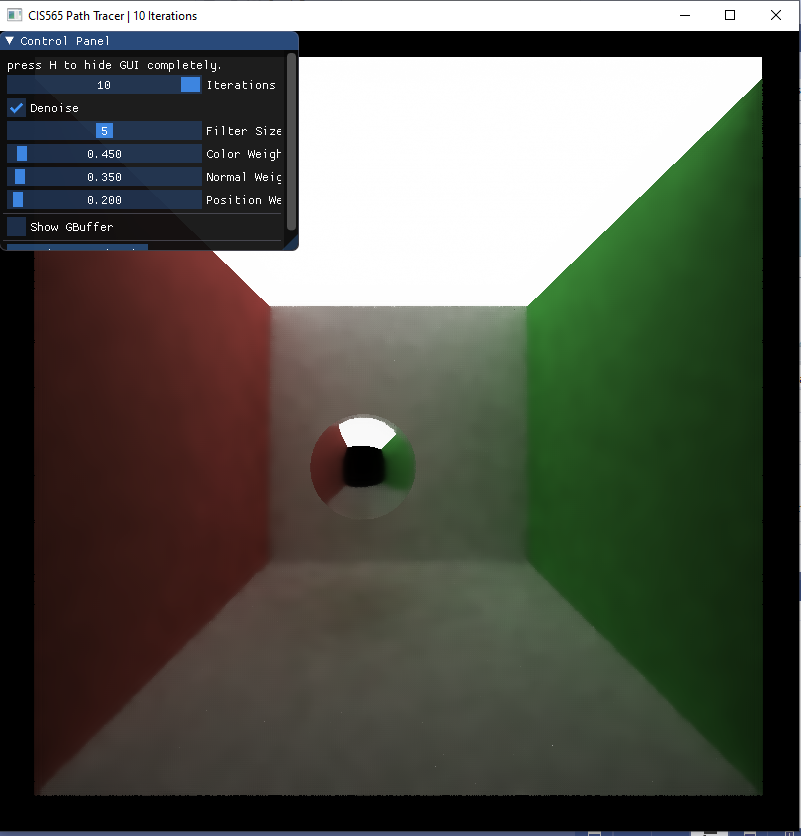 CIS565 Path Tracer | 10 Iterations
Control Panel
press H to hide GUI completely.
10 Iterations
Denoise
5 Filter Size
0.450 Color Weigh
0.350 Normal Weig
0.200 Position We
Show GBuffer